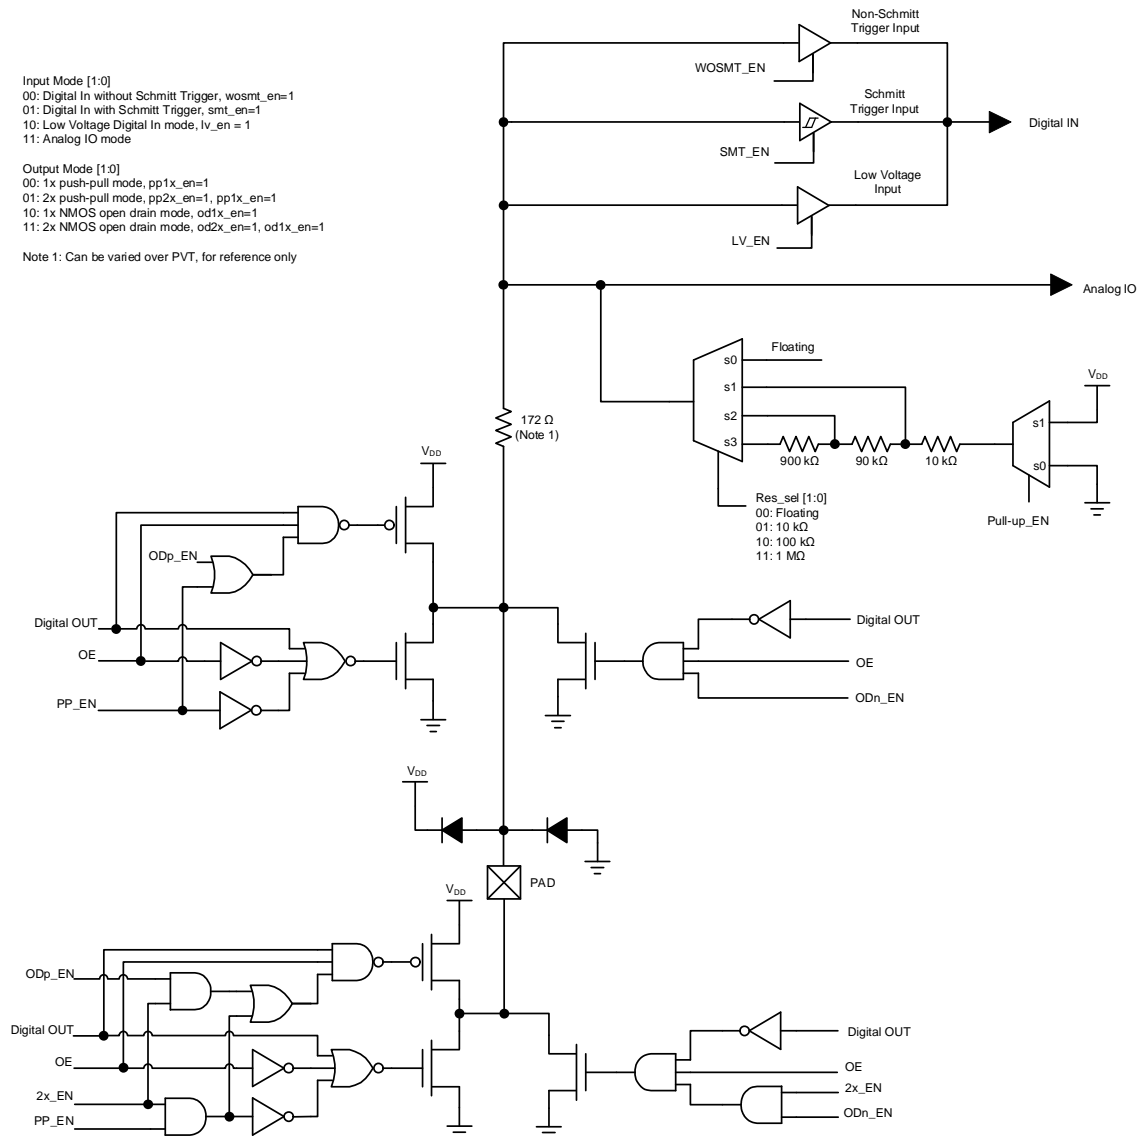 Non-Schmitt
Trigger Input
WOSMT_EN
Input Mode [1:0]
00: Digital In without Schmitt Trigger, wosmt_en=1
01: Digital In with Schmitt Trigger, smt_en=1
10: Low Voltage Digital In mode, lv_en = 1
11: Analog IO mode
Schmitt
Trigger Input
Digital IN
SMT_EN
Output Mode [1:0]
00: 1x push-pull mode, pp1x_en=1
01: 2x push-pull mode, pp2x_en=1, pp1x_en=1
10: 1x NMOS open drain mode, od1x_en=1
11: 2x NMOS open drain mode, od2x_en=1, od1x_en=1
Low Voltage
Input
LV_EN
Note 1: Can be varied over PVT, for reference only
Analog IO
Floating
s0
s1
s2
s3
VDD
s1
s0
900 kΩ
90 kΩ
10 kΩ
172 Ω
(Note 1)
Res_sel [1:0]
00: Floating
01: 10 kΩ
10: 100 kΩ
11: 1 MΩ
Pull-up_EN
VDD
ODp_EN
Digital OUT
OE
PP_EN
Digital OUT
OE
ODn_EN
VDD
PAD
VDD
ODp_EN
Digital OUT
OE
2x_EN
PP_EN
Digital OUT
OE
2x_EN
ODn_EN